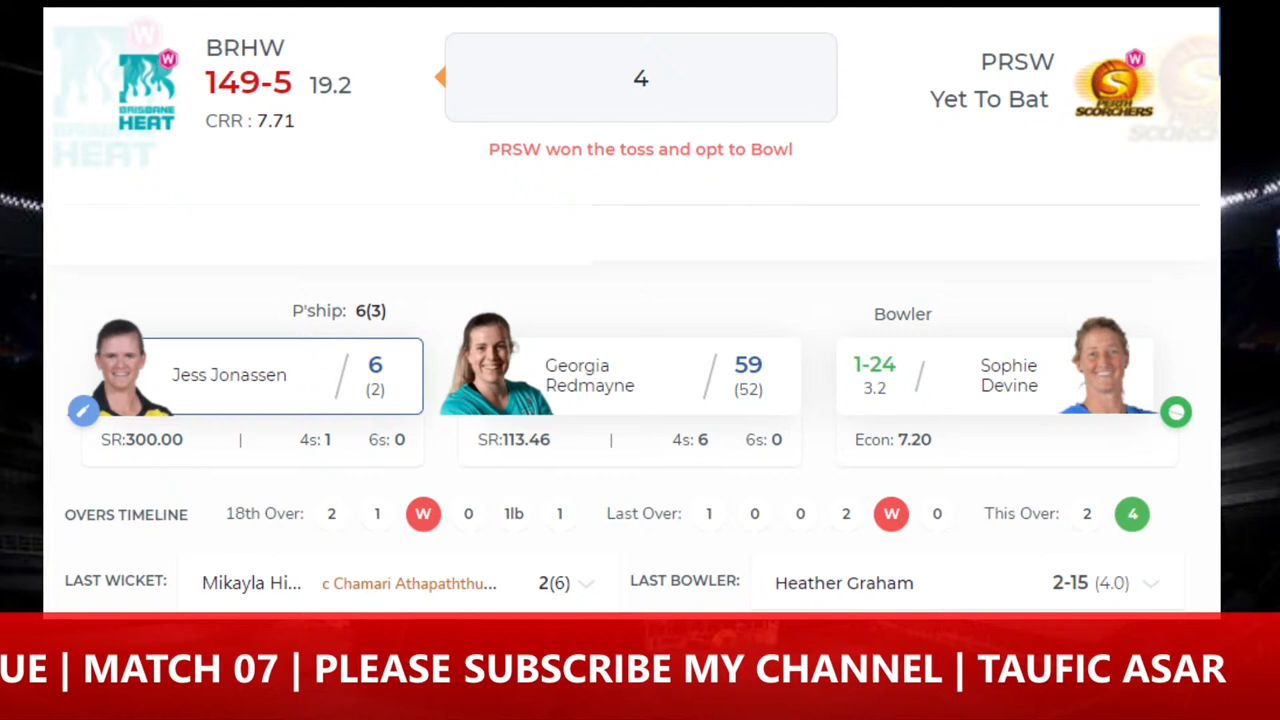 BRHW
149-5 19.2
CRR : 7.71
BRISBANE
HEAT
W
4
PRSW won the toss and opt to Bowl
PRSW
Yet To Bat
W
PERTH
SCORCHERS
P'ship: 6(3)
Jess Jonassen / 6 (2)
SR:300.00 | 4s: 1 6s: 0
Georgia Redmayne / 59 (52)
SR:113.46 | 4s: 6 6s: 0
Bowler
1-24 3.2 / Sophie Devine
Econ: 7.20
OVERS TIMELINE 18th Over: 2 1 W 0 1lb 1 Last Over: 1 0 0 2 W 0 This Over: 2 4
LAST WICKET: Mikayla Hi... c Chamari Athapaththu... 2(6) LAST BOWLER: Heather Graham 2-15 (4.0)
UE | MATCH 07 | PLEASE SUBSCRIBE MY CHANNEL | TAUFIC ASAR